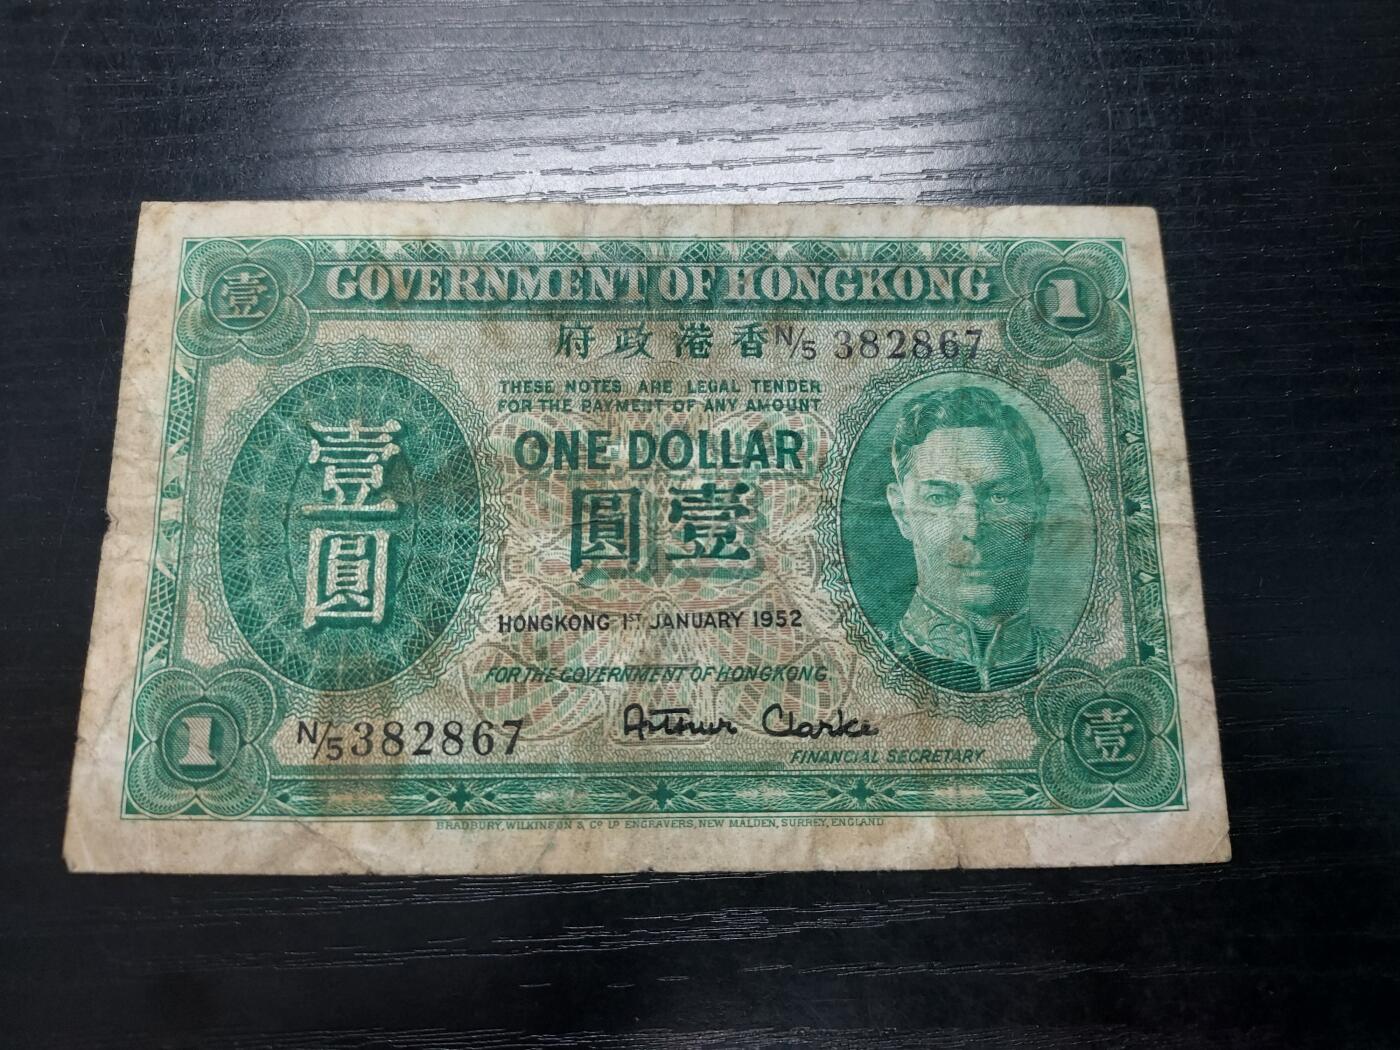 壹 GOVERNMENT OF HONGKONG 1
府政港香 N/5 382867
THESE NOTES ARE LEGAL TENDER
FOR THE PAYMENT OF ANY AMOUNT
ONE DOLLAR
圓壹
壹圓
HONGKONG 1ST JANUARY 1952
FOR THE GOVERNMENT OF HONGKONG.
1 N/5 382867 Arthur Clarke 壹
FINANCIAL SECRETARY.
BRADBURY, WILKINSON & Co. LD. ENGRAVERS, NEW MALDEN, SURREY, ENGLAND